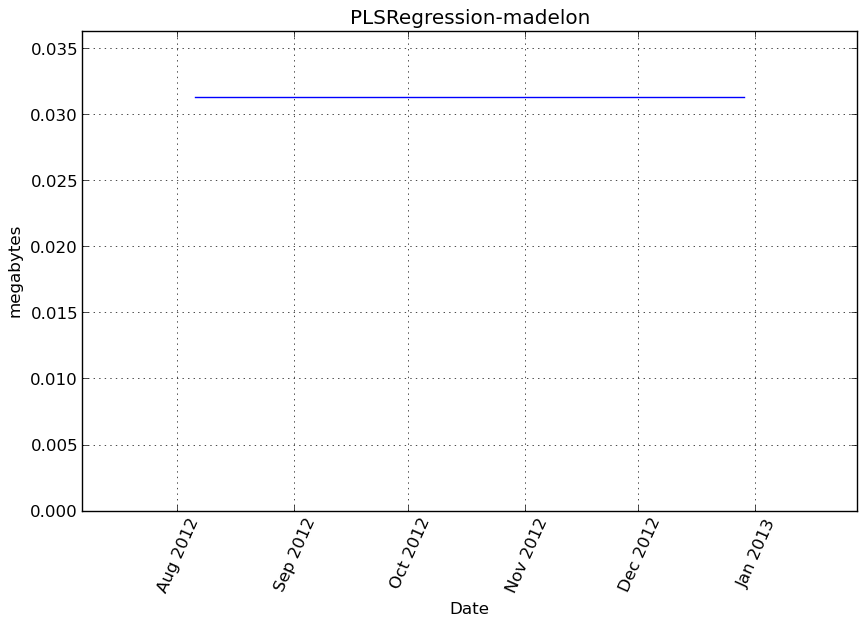 PLSRegression-madelon
0.035
0.030
0.025
0.020
0.015
0.010
0.005
0.000
megabytes
Aug 2012
Sep 2012
Oct 2012
Nov 2012
Dec 2012
Jan 2013
Date